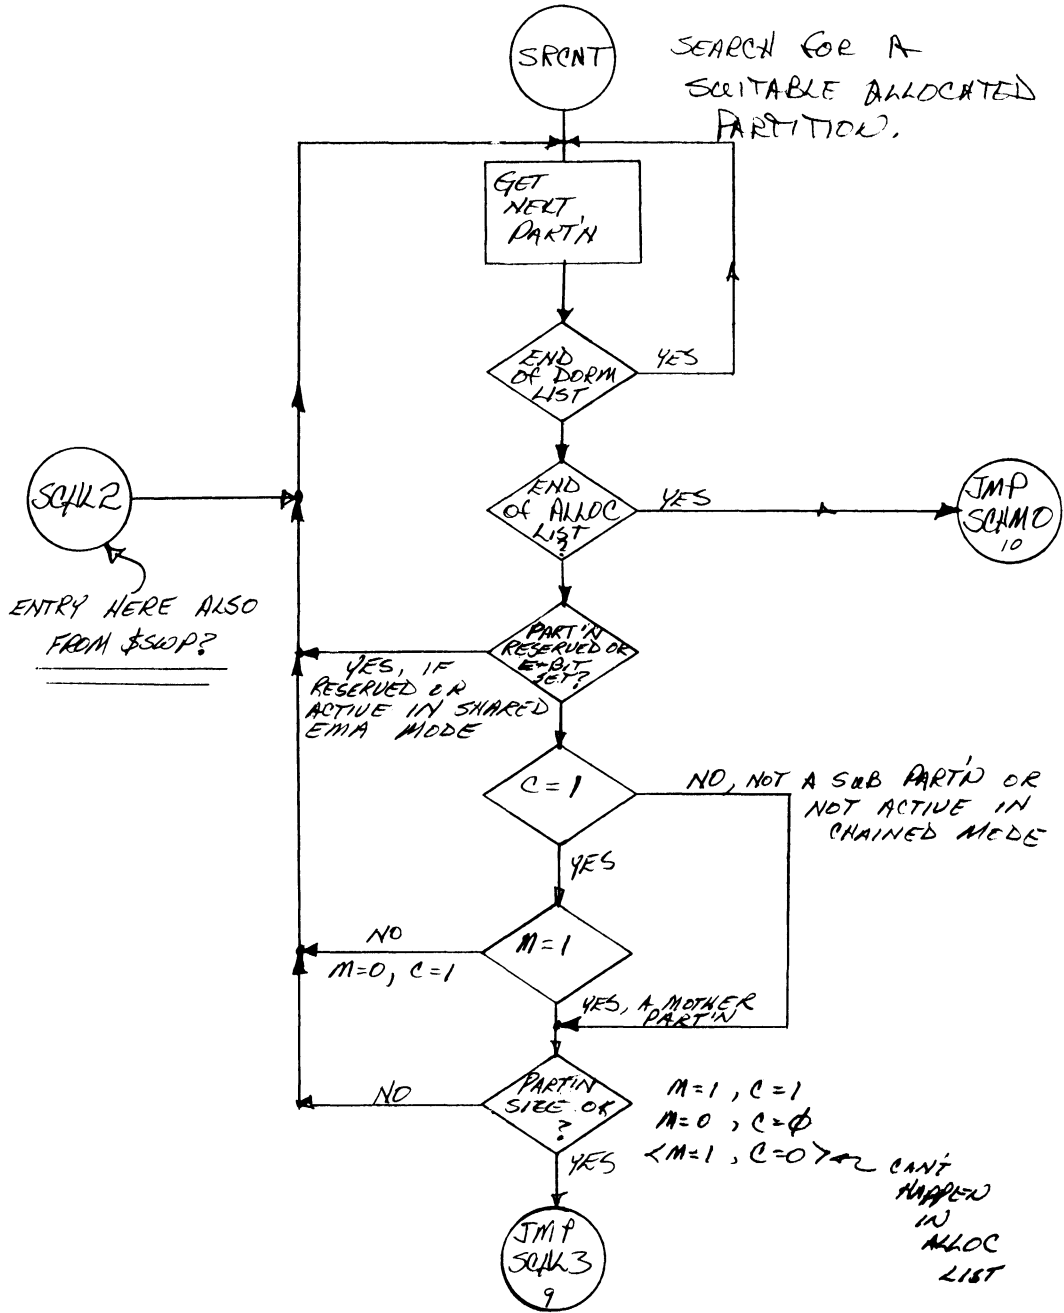 SRCNT
SEARCH FOR A
SUITABLE ALLOCATED
PARTITION.
GET
NEXT
PART'N
END
OF DORM
LIST
YES
SCHL2
END
OF ALLOC
LIST
?
YES
JMP
SCHM0
10
ENTRY HERE ALSO
FROM $SWP?
PART'N
RESERVED OR
E-BIT
SET?
YES, IF
RESERVED OR
ACTIVE IN SHARED
EMA MODE
C=1
NO, NOT A SUB PART'N OR
NOT ACTIVE IN
CHAINED MODE
YES
M=1
NO
M=0, C=1
YES, A MOTHER
PART'N
PART'N
SIZE OK
?
NO
M=1, C=1
M=0, C=φ
<M=1, C=0>
CAN'T
HAPPEN
IN
ALLOC
LIST
YES
JMP
SCHL3
9